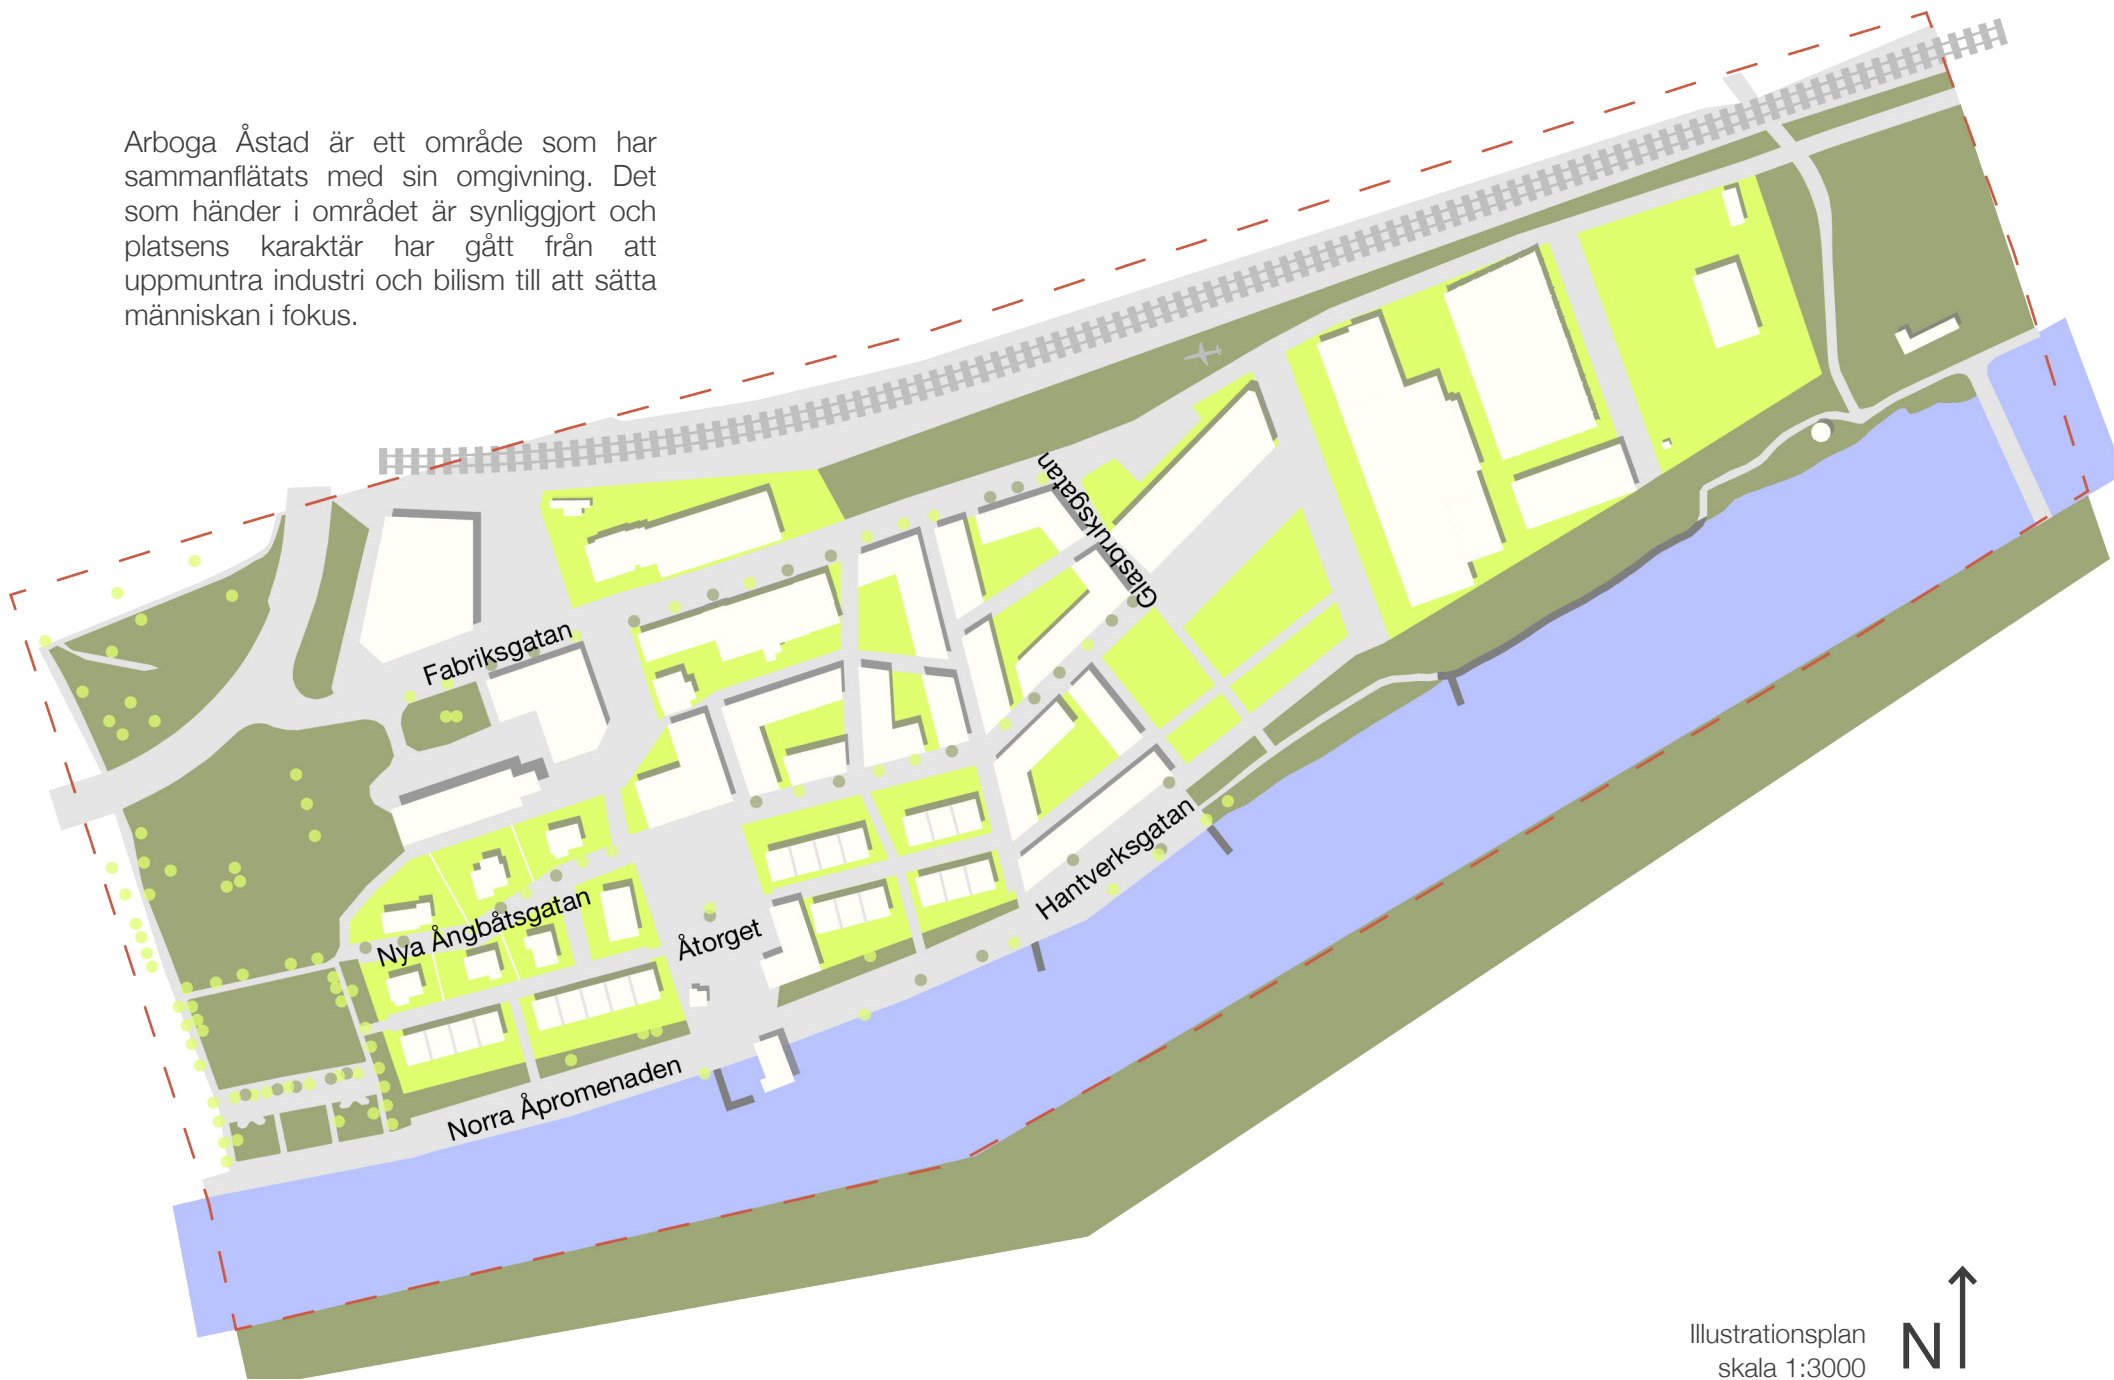 Arboga Åstad är ett område som har
sammanflätats med sin omgivning. Det
som händer i området är synliggjort och
platsens karaktär har gått från att
uppmuntra industri och bilism till att sätta
människan i fokus.
Glasbruksgatan
Fabriksgatan
Hantverksgatan
Nya Ångbåtsgatan
Åtorget
Norra Åpromenaden
Illustrationsplan
skala 1:3000
N